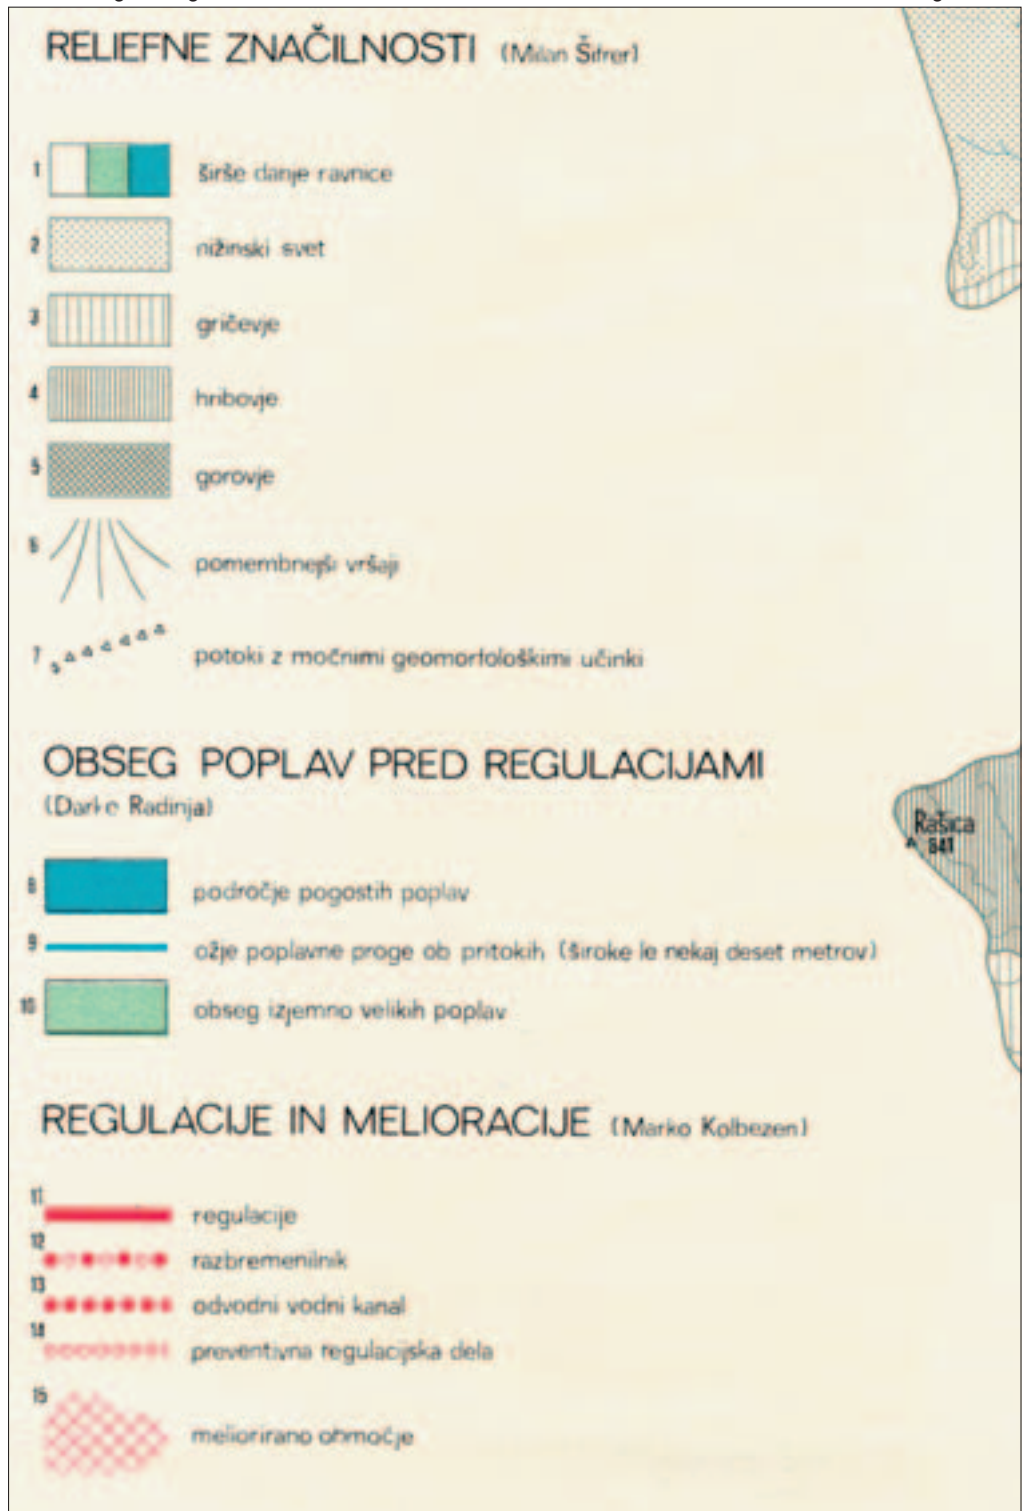 RELIEFNE ZNAČILNOSTI (Milan Šifrer)
1 širše danje ravnice
2 nižinski svet
3 gričevje
4 hribovje
5 gorovje
6 pomembnejši vršaji
7 potoki z močnimi geomorfološkimi učinki
OBSEG POPLAV PRED REGULACIJAMI
(Darko Radinja)
Rašica
641
8 področje pogostih poplav
9 ožje poplavne proge ob pritokih (široke le nekaj deset metrov)
10 obseg izjemno velikih poplav
REGULACIJE IN MELIORACIJE (Marko Kolbezen)
11 regulacije
12 razbremenilnik
13 odvodni vodni kanal
14 preventivna regulacijska dela
15 meliorirano območje